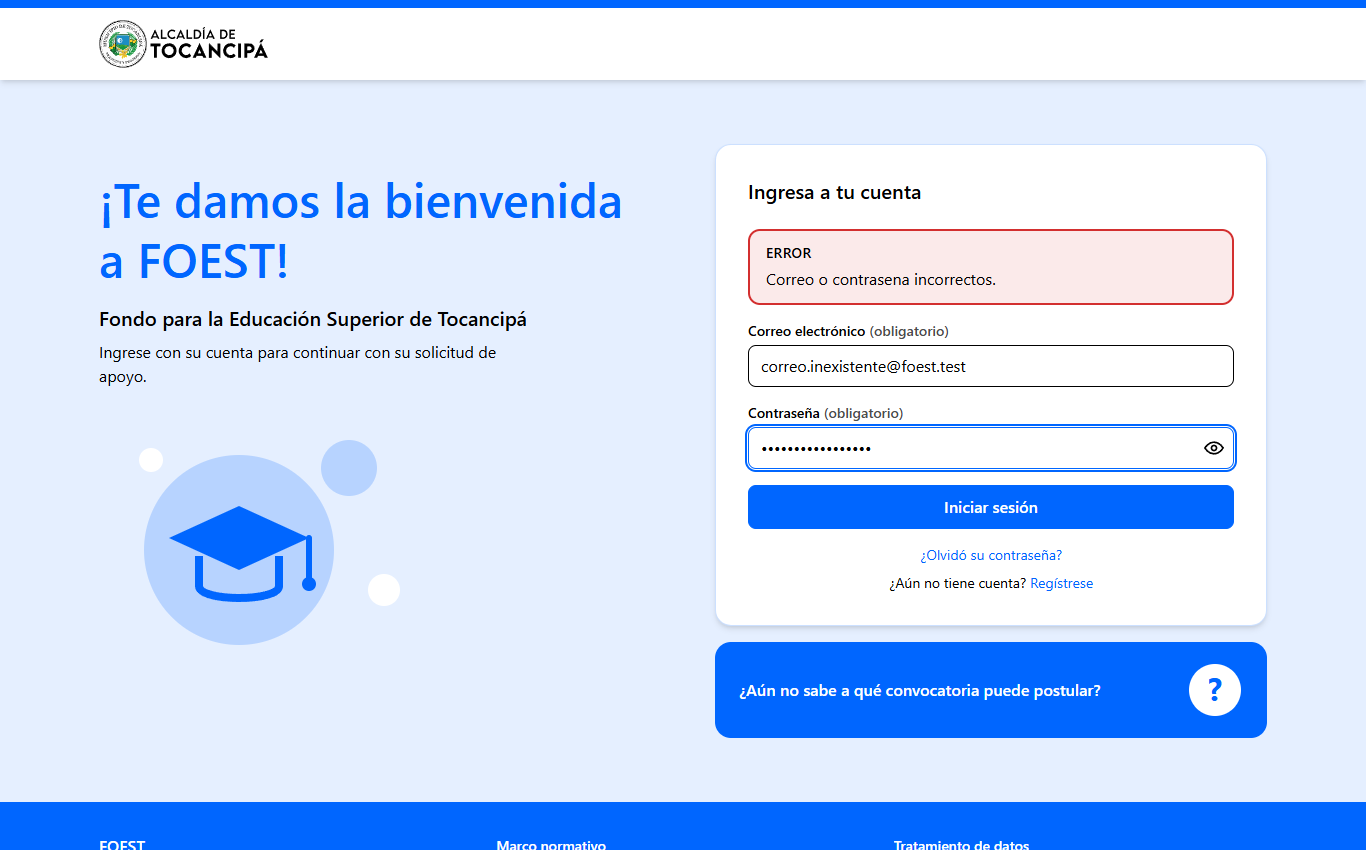 ALCALDÍA DE
TOCANCIPÁ
¡Te damos la bienvenida
a FOEST!
Fondo para la Educación Superior de Tocancipá
Ingrese con su cuenta para continuar con su solicitud de
apoyo.
Ingresa a tu cuenta
ERROR
Correo o contrasena incorrectos.
Correo electrónico (obligatorio)
correo.inexistente@foest.test
Contraseña (obligatorio)
•••••••••••••••••
Iniciar sesión
¿Olvidó su contraseña?
¿Aún no tiene cuenta? Regístrese
¿Aún no sabe a qué convocatoria puede postular?
?
FOEST
Marco normativo
Tratamiento de datos